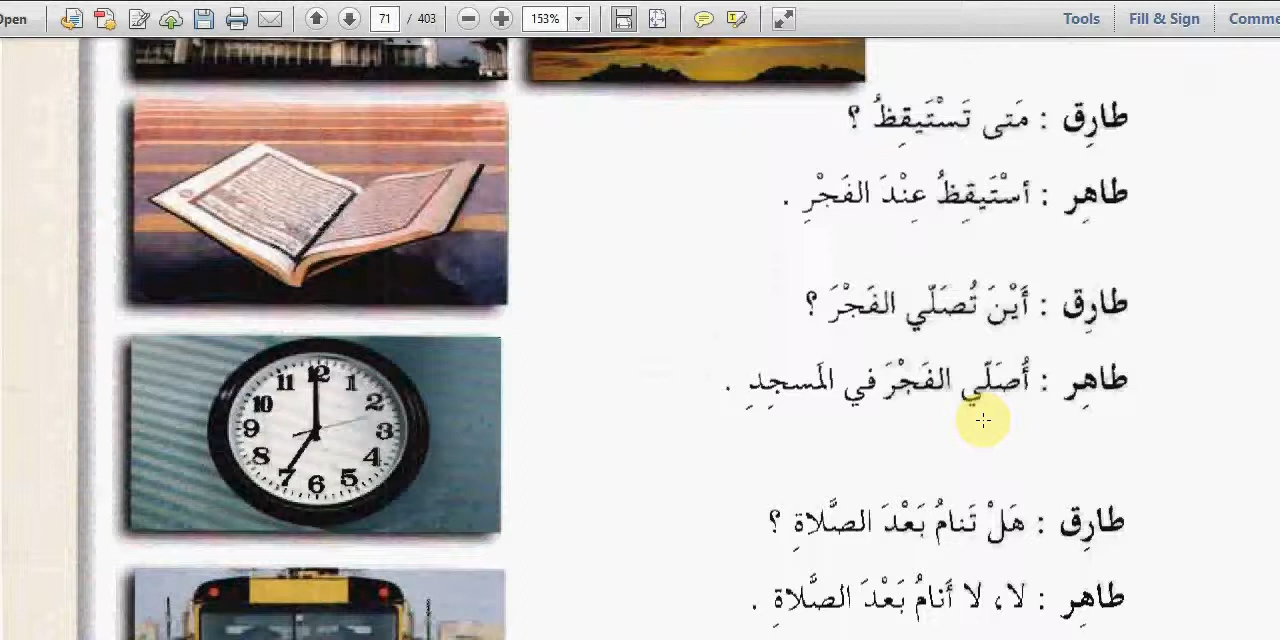 Open 71 / 403 153% Tools Fill & Sign
طارِق : مَتى تَسْتَيقِظُ ؟
طاهِر : أسْتَيقِظُ عِنْدَ الفَجْرِ .
طارِق : أَيْنَ تُصَلّي الفَجْرَ ؟
طاهِر : أُصَلّي الفَجْرَ في المَسجِدِ .
طارِق : هَلْ تَنامُ بَعْدَ الصَّلاةِ ؟
طاهِر : لا، لا أَنامُ بَعْدَ الصَّلاةِ .
11 12 1
10 2
9 3
8 4
7 6 5